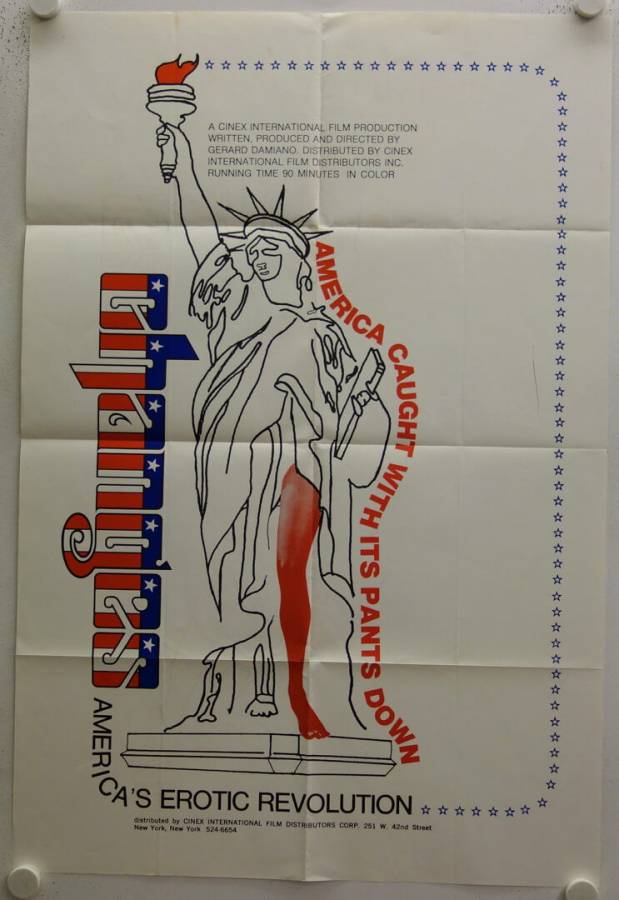 A CINEX INTERNATIONAL FILM PRODUCTION
WRITTEN, PRODUCED AND DIRECTED BY
GERARD DAMIANO. DISTRIBUTED BY CINEX
INTERNATIONAL FILM DISTRIBUTORS INC.
RUNNING TIME 90 MINUTES IN COLOR
AMERICA CAUGHT WITH ITS PANTS DOWN
changes
AMERICA'S EROTIC REVOLUTION
distributed by CINEX INTERNATIONAL FILM DISTRIBUTORS CORP. 251 W. 42nd Street
New York, New York 524-6654